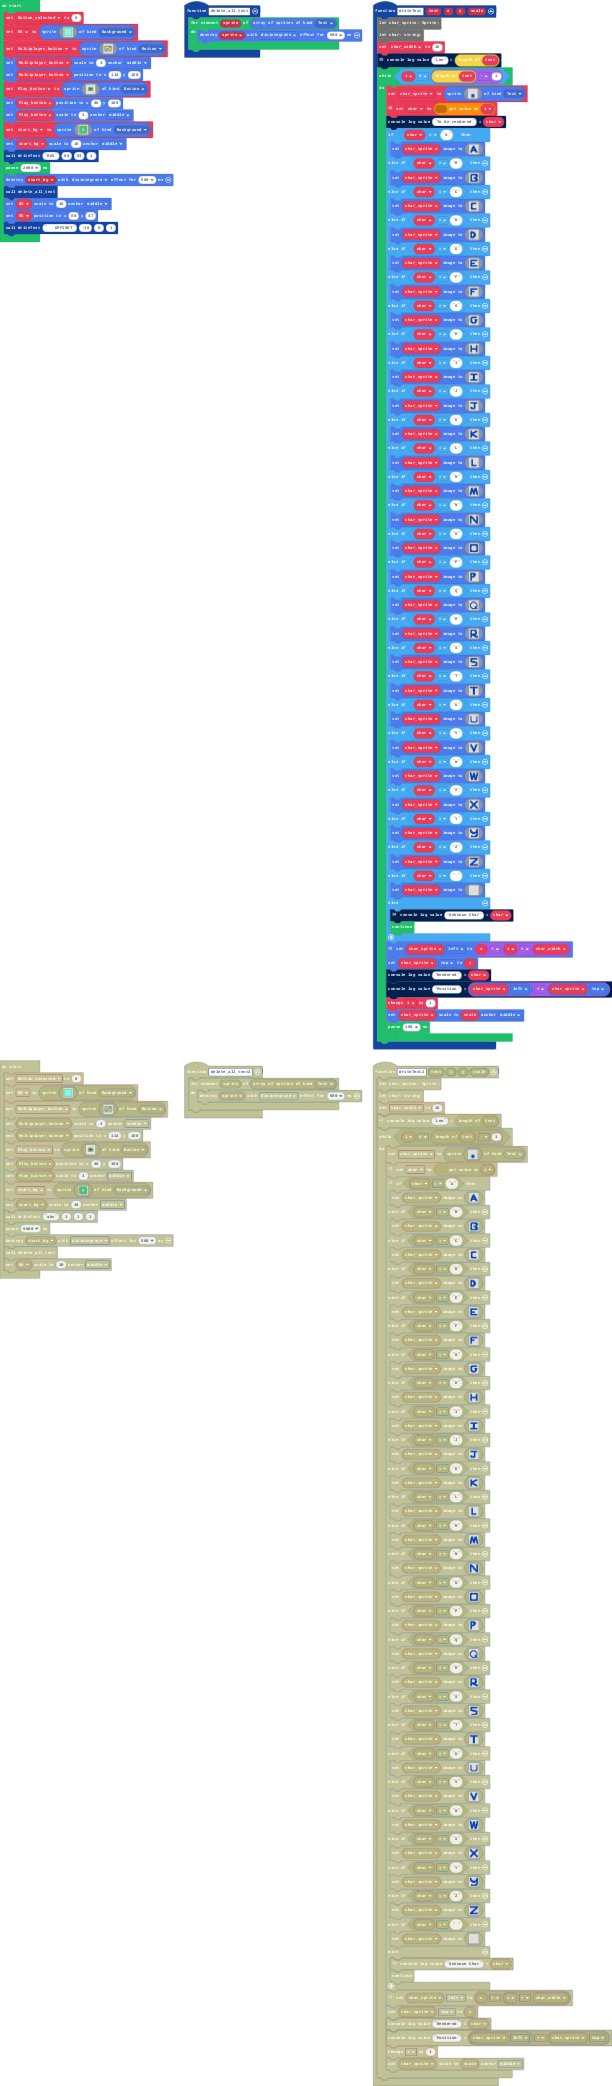 on start
set Button_selected to 0
set BG to sprite of kind Background
set Multiplayer_button to sprite of kind Button
set Multiplayer_button scale to 1 anchor middle
set Multiplayer_button position to x 114 y 100
set Play_button to sprite of kind Button
set Play_button position to x 40 y 100
set Play_button scale to 1 anchor middle
set start_bg to sprite of kind Background
set start_bg scale to 10 anchor middle
call writeText
pause 2000 ms
destroy start_bg with disintegrate effect for 500 ms
call delete_all_text
set BG scale to 10 anchor middle
set BG position to x 80 y 47
call writeText
function delete_all_text
for element sprite of array of sprites of kind Text
do
destroy sprite with disintegrate effect for 500 ms
function writeText text x y scale
let char_sprite: Sprite;
let char: string;
set char_width to 10
console log value "Len" = length of text
while i ≤ length of text - 1
do
set char_sprite to sprite of kind Text
set char to get value at i
console log value "To be rendered" = char
if char = "A" then
set char_sprite image to A
else if char = "B" then
set char_sprite image to B
else if char = "C" then
set char_sprite image to C
else if char = "D" then
set char_sprite image to D
else if char = "E" then
set char_sprite image to E
else if char = "F" then
set char_sprite image to F
else if char = "G" then
set char_sprite image to G
else if char = "H" then
set char_sprite image to H
else if char = "I" then
set char_sprite image to I
else if char = "J" then
set char_sprite image to J
else if char = "K" then
set char_sprite image to K
else if char = "L" then
set char_sprite image to L
else if char = "M" then
set char_sprite image to M
else if char = "N" then
set char_sprite image to N
else if char = "O" then
set char_sprite image to O
else if char = "P" then
set char_sprite image to P
else if char = "Q" then
set char_sprite image to Q
else if char = "R" then
set char_sprite image to R
else if char = "S" then
set char_sprite image to S
else if char = "T" then
set char_sprite image to T
else if char = "U" then
set char_sprite image to U
else if char = "V" then
set char_sprite image to V
else if char = "W" then
set char_sprite image to W
else if char = "X" then
set char_sprite image to X
else if char = "Y" then
set char_sprite image to Y
else if char = "Z" then
set char_sprite image to Z
else if char = " " then
set char_sprite image to
else
console log value "Unknown Char" = char
continue
set char_sprite left to x + i × char_width
set char_sprite top to y
console log value "Rendered" = char
console log value "Position" = char_sprite left + char_sprite top
change i by 1
set char_sprite scale to scale anchor middle
pause 100 ms
on start
set Button_selected to 0
set BG to sprite of kind Background
set Multiplayer_button to sprite of kind Button
set Multiplayer_button scale to 1 anchor middle
set Multiplayer_button position to x 114 y 100
set Play_button to sprite of kind Button
set Play_button position to x 40 y 100
set Play_button scale to 1 anchor middle
set start_bg to sprite of kind Background
set start_bg scale to 10 anchor middle
call writeText
pause 5000 ms
destroy start_bg with disintegrate effect for 500 ms
call delete_all_text
set BG scale to 10 anchor middle
function delete_all_text2
for element sprite of array of sprites of kind Text
do
destroy sprite with disintegrate effect for 500 ms
function writeText2 text x y scale
let char_sprite: Sprite;
let char: string;
set char_width to 10
console log value "Len" = length of text
while i ≤ length of text - 1
do
set char_sprite to sprite of kind Text
set char to get value at i
if char = "A" then
set char_sprite image to A
else if char = "B" then
set char_sprite image to B
else if char = "C" then
set char_sprite image to C
else if char = "D" then
set char_sprite image to D
else if char = "E" then
set char_sprite image to E
else if char = "F" then
set char_sprite image to F
else if char = "G" then
set char_sprite image to G
else if char = "H" then
set char_sprite image to H
else if char = "I" then
set char_sprite image to I
else if char = "J" then
set char_sprite image to J
else if char = "K" then
set char_sprite image to K
else if char = "L" then
set char_sprite image to L
else if char = "M" then
set char_sprite image to M
else if char = "N" then
set char_sprite image to N
else if char = "O" then
set char_sprite image to O
else if char = "P" then
set char_sprite image to P
else if char = "Q" then
set char_sprite image to Q
else if char = "R" then
set char_sprite image to R
else if char = "S" then
set char_sprite image to S
else if char = "T" then
set char_sprite image to T
else if char = "U" then
set char_sprite image to U
else if char = "V" then
set char_sprite image to V
else if char = "W" then
set char_sprite image to W
else if char = "X" then
set char_sprite image to X
else if char = "Y" then
set char_sprite image to Y
else if char = "Z" then
set char_sprite image to Z
else if char = " " then
set char_sprite image to
else
console log value "Unknown Char" = char
continue
set char_sprite left to x + i × char_width
set char_sprite top to y
console log value "Rendered" = char
console log value "Position" = char_sprite left + char_sprite top
change i by 1
set char_sprite scale to scale anchor middle